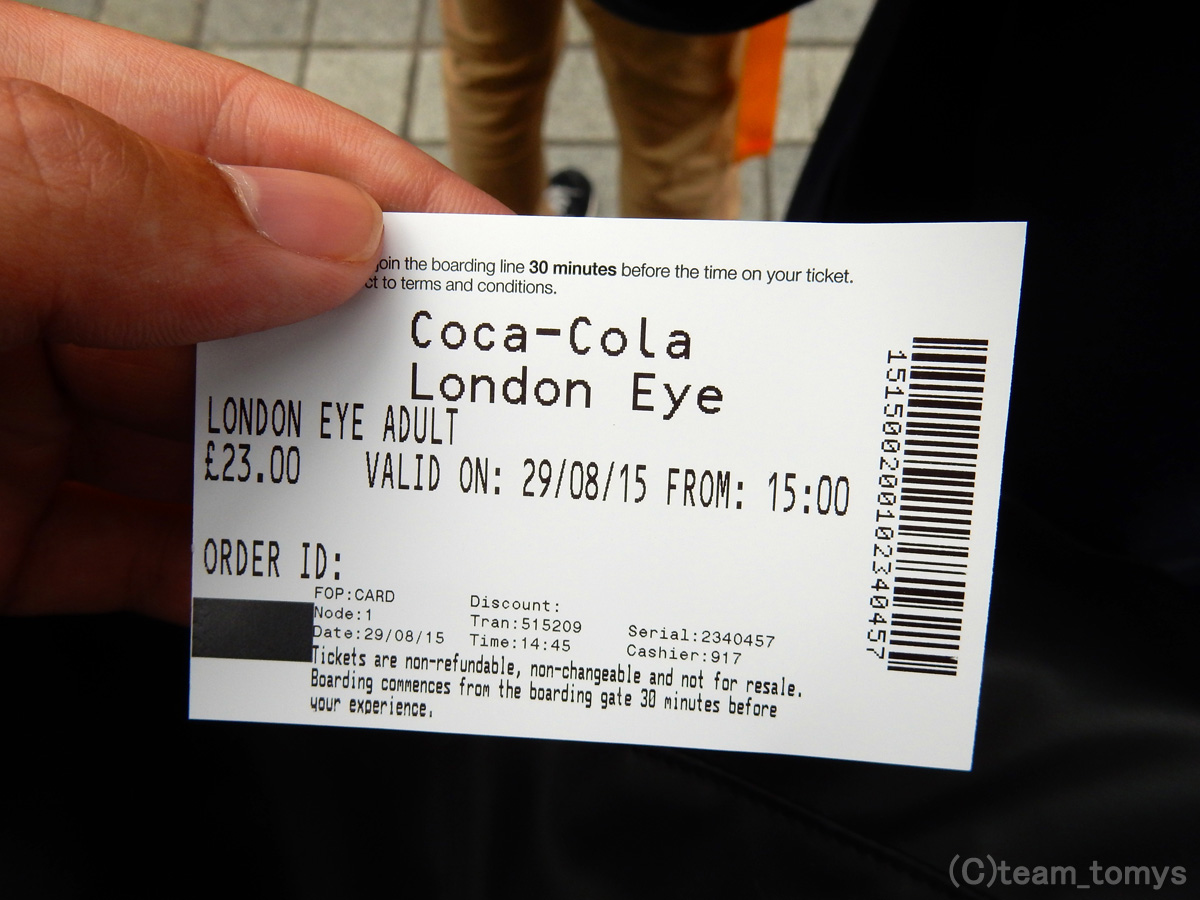 join the boarding line 30 minutes before the time on your ticket.
ct to terms and conditions.
Coca-Cola
London Eye
LONDON EYE ADULT
£23.00 VALID ON: 29/08/15 FROM: 15:00
ORDER ID:
FOP:CARD Discount:
Node:1 Tran:515209 Serial:2340457
Date:29/08/15 Time:14:45 Cashier:917
Tickets are non-refundable, non-changeable and not for resale.
Boarding commences from the boarding gate 30 minutes before
your experience.
151500200102340457
(C)team_tomys